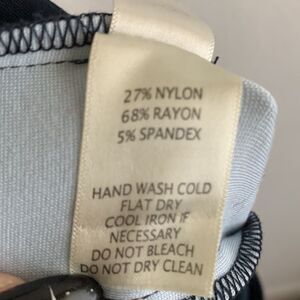 27% NYLON
68% RAYON
5% SPANDEX
HAND WASH COLD
FLAT DRY
COOL IRON IF
NECESSARY
DO NOT BLEACH
DO NOT DRY CLEAN